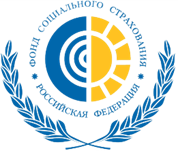 ФОНД СОЦИАЛЬНОГО СТРАХОВАНИЯ
РОССИЙСКАЯ ФЕДЕРАЦИЯ